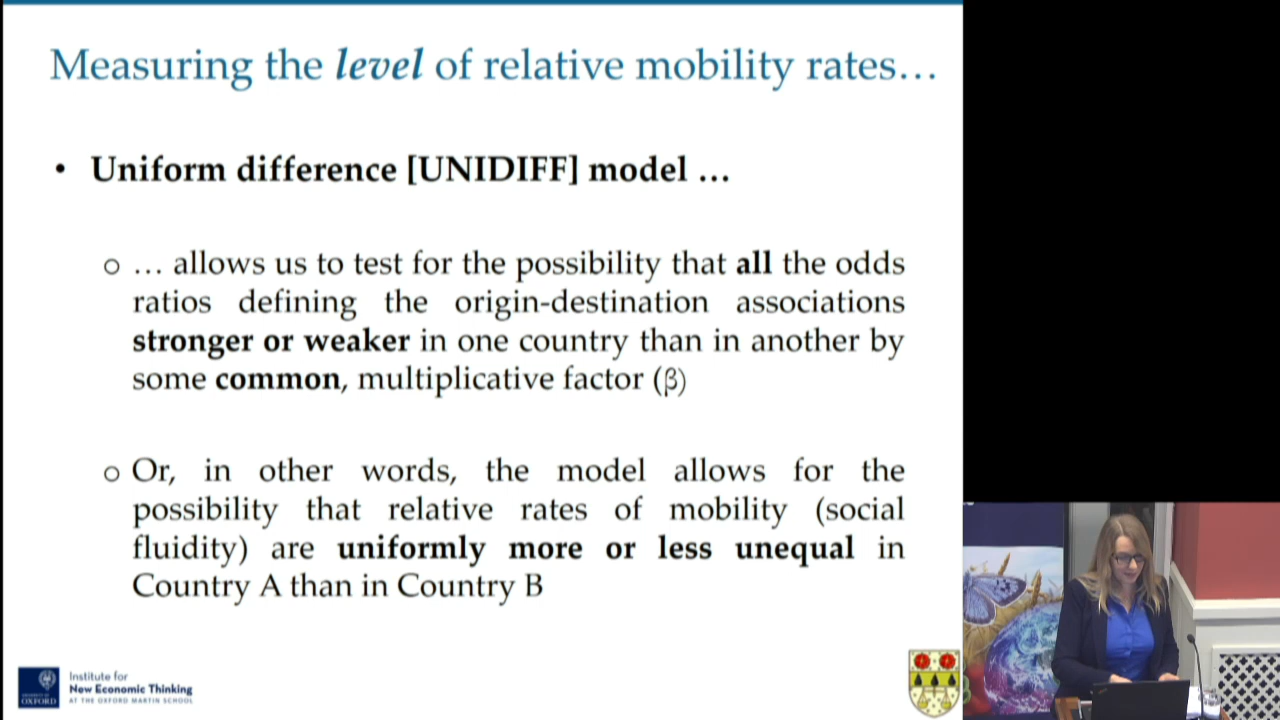 Measuring the level of relative mobility rates…
• Uniform difference [UNIDIFF] model …
o … allows us to test for the possibility that all the odds
ratios defining the origin-destination associations
stronger or weaker in one country than in another by
some common, multiplicative factor (β)
o Or, in other words, the model allows for the
possibility that relative rates of mobility (social
fluidity) are uniformly more or less unequal in
Country A than in Country B
OXFORD
Institute for
New Economic Thinking
AT THE OXFORD MARTIN SCHOOL